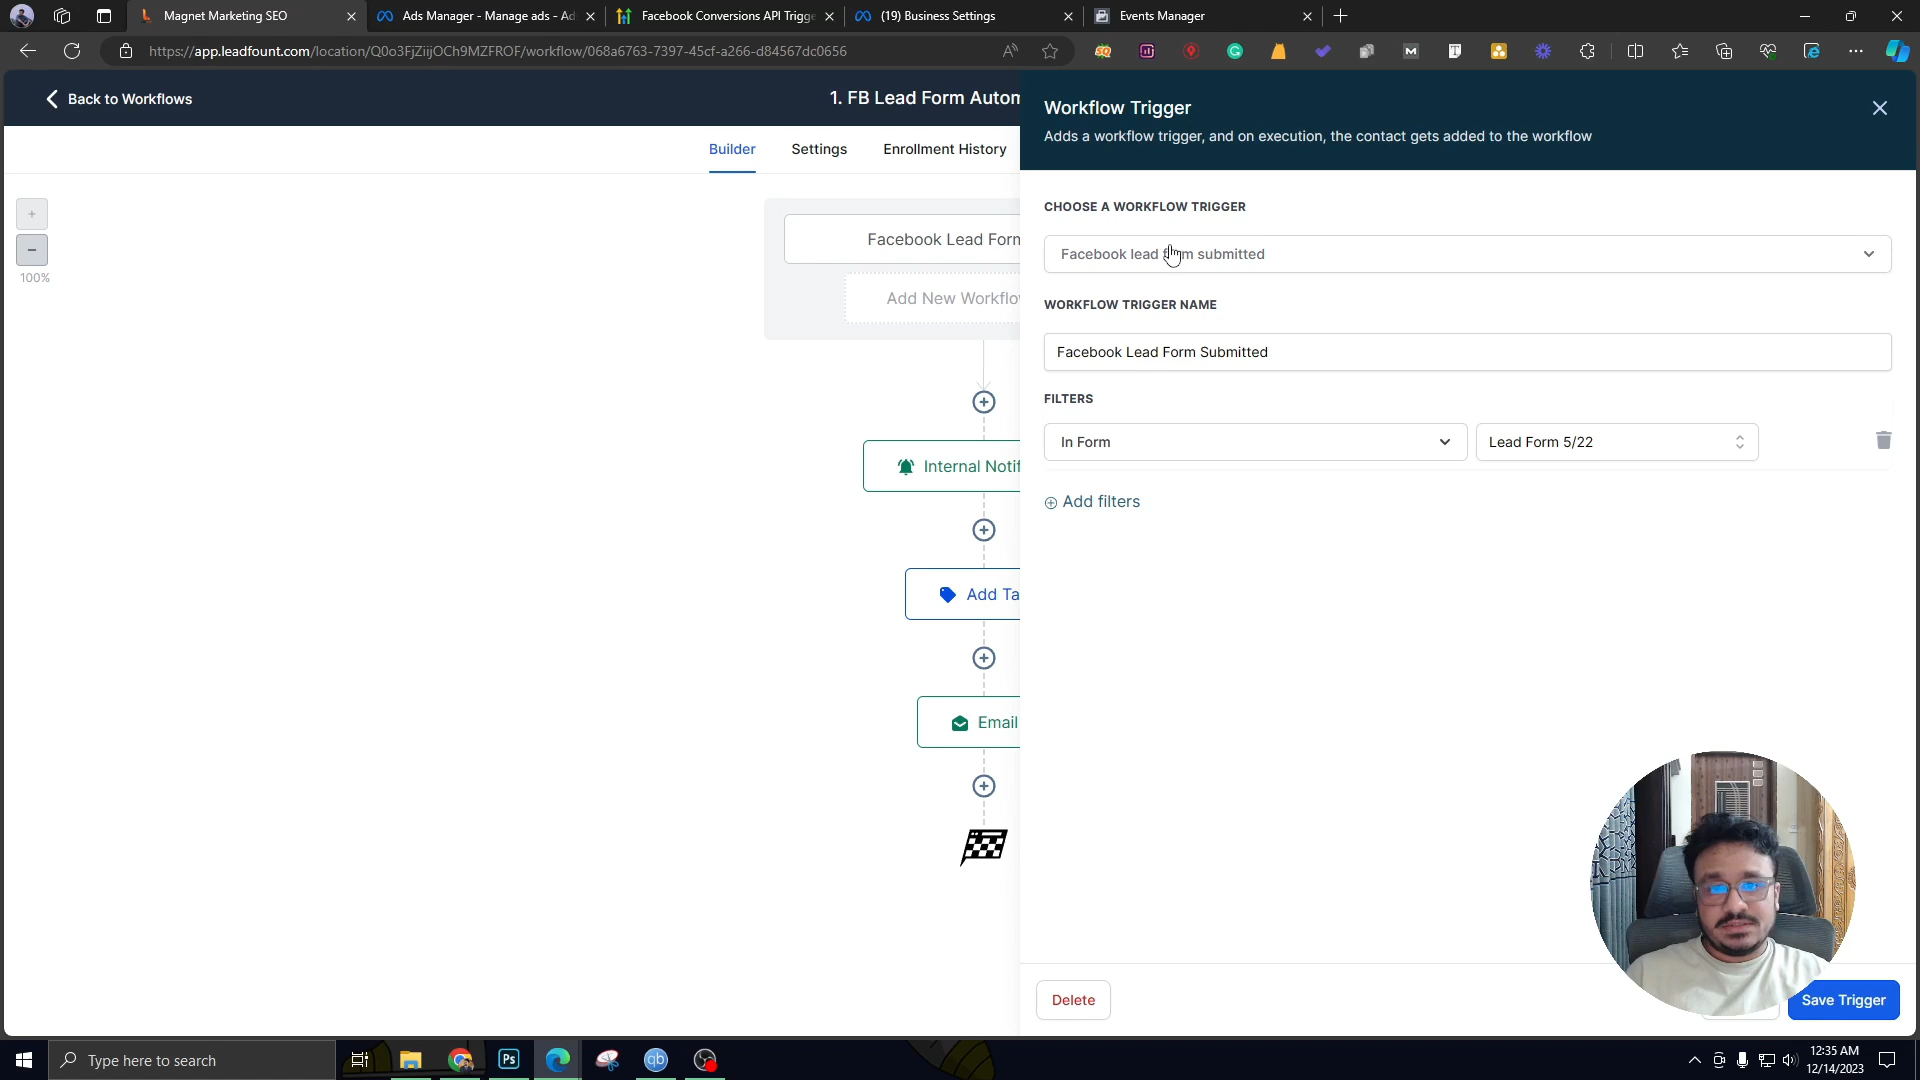 Magnet Marketing SEO
Ads Manager - Manage ads - Ad
Facebook Conversions API Trigge
(19) Business Settings
Events Manager
https://app.leadfount.com/location/Q0o3FjZiijOCh9MZFROF/workflow/068a6763-7397-45cf-a266-d84567dc0656
Back to Workflows
1. FB Lead Form Autom
Builder
Settings
Enrollment History
100%
Facebook Lead Form
Add New Workflow
Internal Notif
Add Ta
Email
Workflow Trigger
Adds a workflow trigger, and on execution, the contact gets added to the workflow
CHOOSE A WORKFLOW TRIGGER
Facebook lead form submitted
WORKFLOW TRIGGER NAME
Facebook Lead Form Submitted
FILTERS
In Form
Lead Form 5/22
Add filters
Delete
Save Trigger
Type here to search
Ps
qb
12:35 AM
12/14/2023